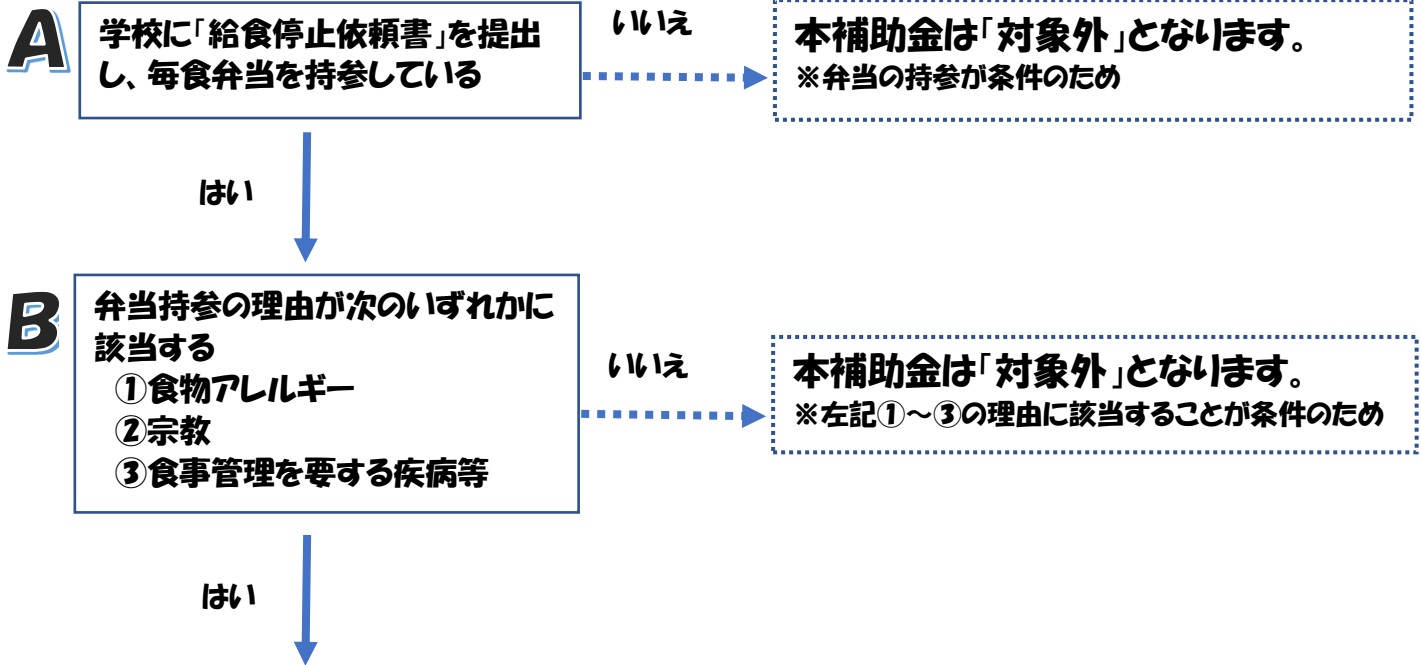 A
学校に「給食停止依頼書」を提出
し、毎食弁当を持参している
いいえ
本補助金は「対象外」となります。
※弁当の持参が条件のため
はい
B
弁当持参の理由が次のいずれかに
該当する
①食物アレルギー
②宗教
③食事管理を要する疾病等
いいえ
本補助金は「対象外」となります。
※左記①～③の理由に該当することが条件のため
はい